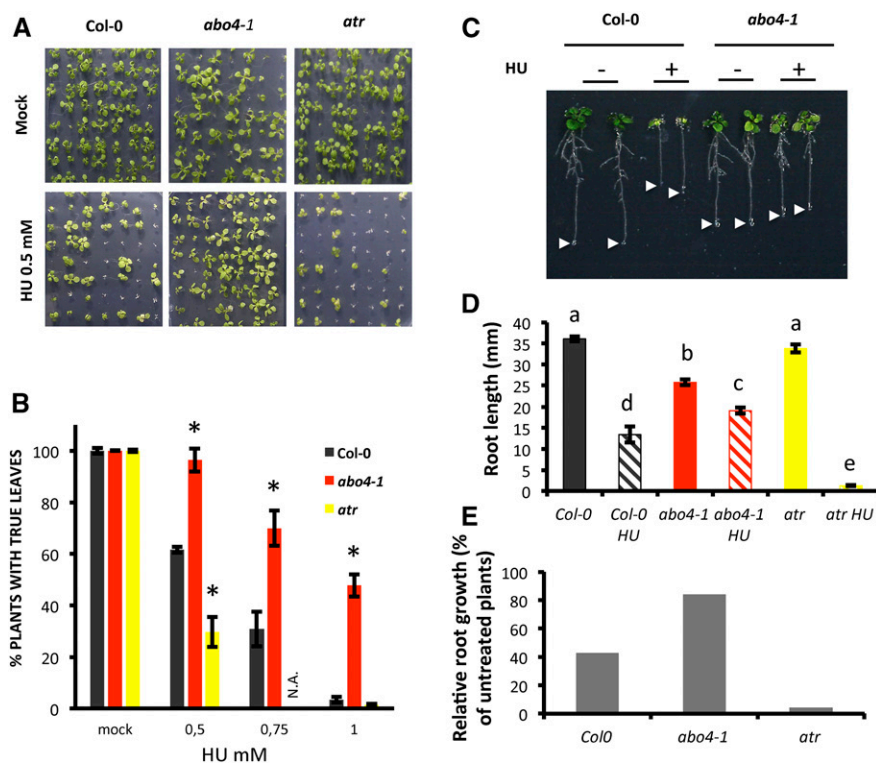 A
Col-0 abo4-1 atr
Mock
HU 0.5 mM
B
% PLANTS WITH TRUE LEAVES
100
80
60
40
20
0
* * * *
Col-0
abo4-1
atr
N.A.
mock 0,5 0,75 1
HU mM
C
Col0 abo4-1
HU - + - +
D
Root length (mm)
40
35
30
25
20
15
10
5
0
a d b c a e
Col-0 Col-0 HU abo4-1 abo4-1 HU atr atr HU
E
Relative root growth (% of untreated plants)
100
80
60
40
20
0
Col0 abo4-1 atr